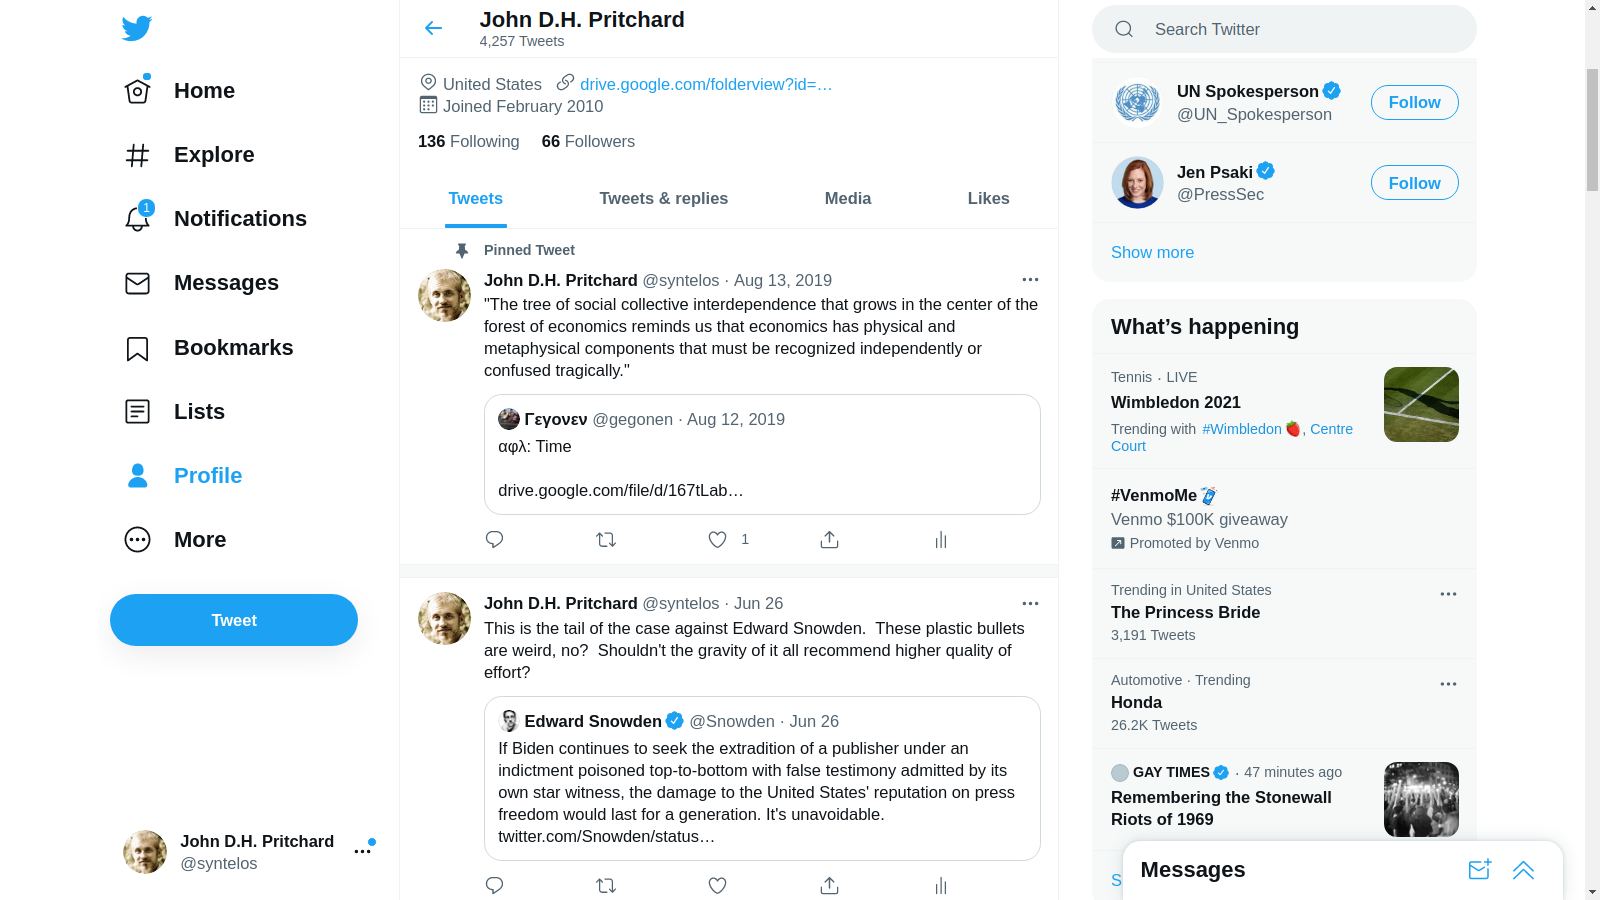 Home
Explore
1
Notifications
Messages
Bookmarks
Lists
Profile
More
Tweet
John D.H. Pritchard
@syntelos
John D.H. Pritchard
4,257 Tweets
United States drive.google.com/folderview?id=…
Joined February 2010
136 Following 66 Followers
Tweets Tweets & replies Media Likes
Pinned Tweet
John D.H. Pritchard @syntelos · Aug 13, 2019
"The tree of social collective interdependence that grows in the center of the
forest of economics reminds us that economics has physical and
metaphysical components that must be recognized independently or
confused tragically."
Γεγονεν @gegonen · Aug 12, 2019
αφλ: Time
drive.google.com/file/d/167tLab…
1
John D.H. Pritchard @syntelos · Jun 26
This is the tail of the case against Edward Snowden.  These plastic bullets
are weird, no?  Shouldn't the gravity of it all recommend higher quality of
effort?
Edward Snowden @Snowden · Jun 26
If Biden continues to seek the extradition of a publisher under an
indictment poisoned top-to-bottom with false testimony admitted by its
own star witness, the damage to the United States' reputation on press
freedom would last for a generation. It's unavoidable.
twitter.com/Snowden/status…
Search Twitter
UN Spokesperson
@UN_Spokesperson
Follow
Jen Psaki
@PressSec
Follow
Show more
What's happening
Tennis · LIVE
Wimbledon 2021
Trending with #Wimbledon🍓, Centre
Court
#VenmoMe
Venmo $100K giveaway
Promoted by Venmo
Trending in United States
The Princess Bride
3,191 Tweets
Automotive · Trending
Honda
26.2K Tweets
GAY TIMES · 47 minutes ago
Remembering the Stonewall
Riots of 1969
Messages